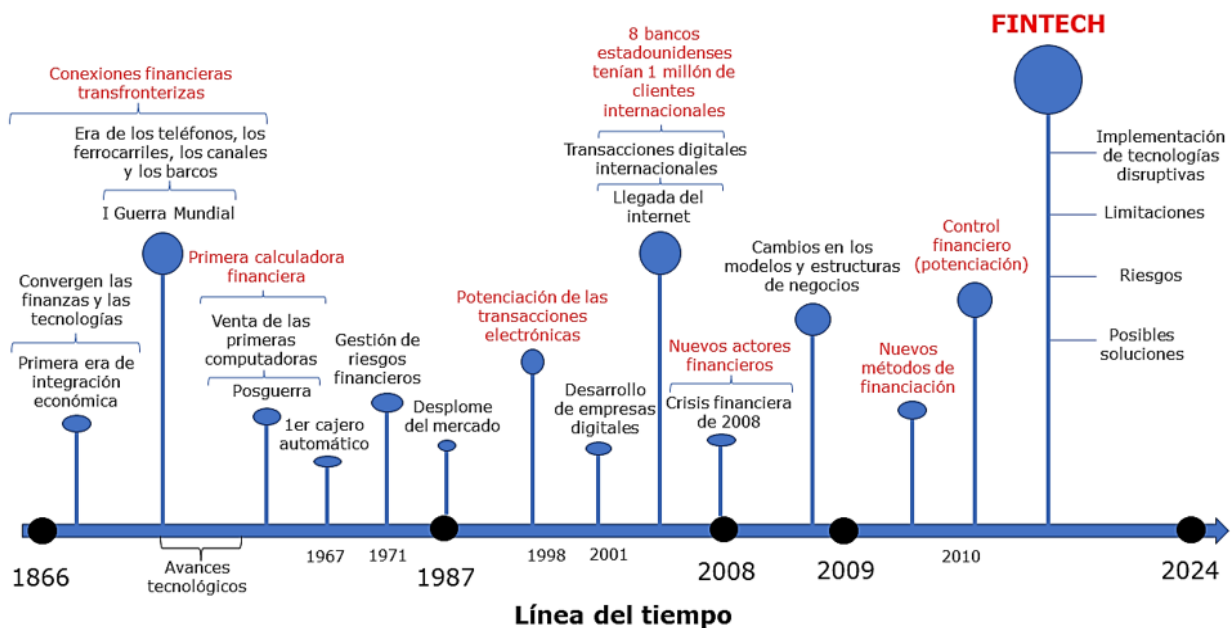 FINTECH
8 bancos
estadounidenses
tenían 1 millón de
clientes
internacionales
Conexiones financieras
transfronterizas
Era de los teléfonos, los
ferrocarriles, los canales
y los barcos
I Guerra Mundial
Transacciones digitales
internacionales
Llegada del
internet
Implementación
de tecnologías
disruptivas
Limitaciones
Riesgos
Posibles
soluciones
Convergen las
finanzas y las
tecnologías
Primera era de
integración
económica
Primera calculadora
financiera
Venta de las
primeras
computadoras
Posguerra
1er cajero
automático
Gestión de
riesgos
financieros
Desplome
del mercado
Potenciación de las
transacciones
electrónicas
Desarrollo
de empresas
digitales
Nuevos actores
financieros
Crisis financiera
de 2008
Cambios en los
modelos y estructuras
de negocios
Nuevos
métodos de
financiación
Control
financiero
(potenciación)
1866
Avances
tecnológicos
1967
1971
1987
1998
2001
2008
2009
2010
2024
Línea del tiempo